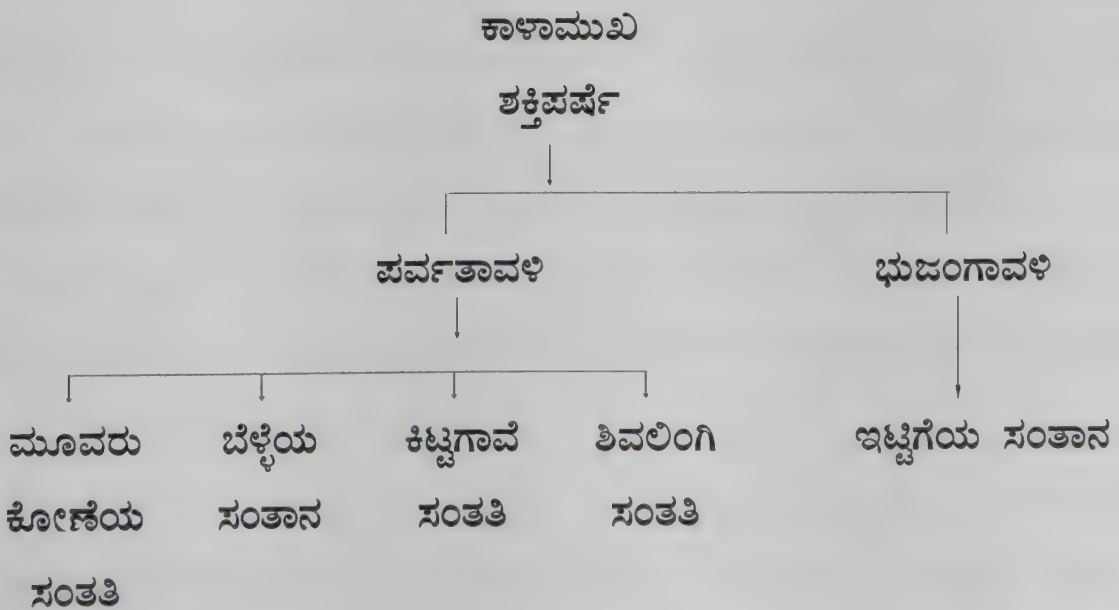 ಕಾಳಾಮುಖ
ಶಕ್ತಿಪರ್ಷೆ
ಪರ್ವತಾವಳಿ ಭುಜಂಗಾವಳಿ
ಮೂವರು ಬೆಳ್ಳೆಯ ಕಿಟ್ಟಗಾವೆ ಶಿವಲಿಂಗಿ ಇಟ್ಟಿಗೆಯ ಸಂತಾನ
ಕೋಣೆಯ ಸಂತಾನ ಸಂತತಿ ಸಂತತಿ
ಸಂತತಿ